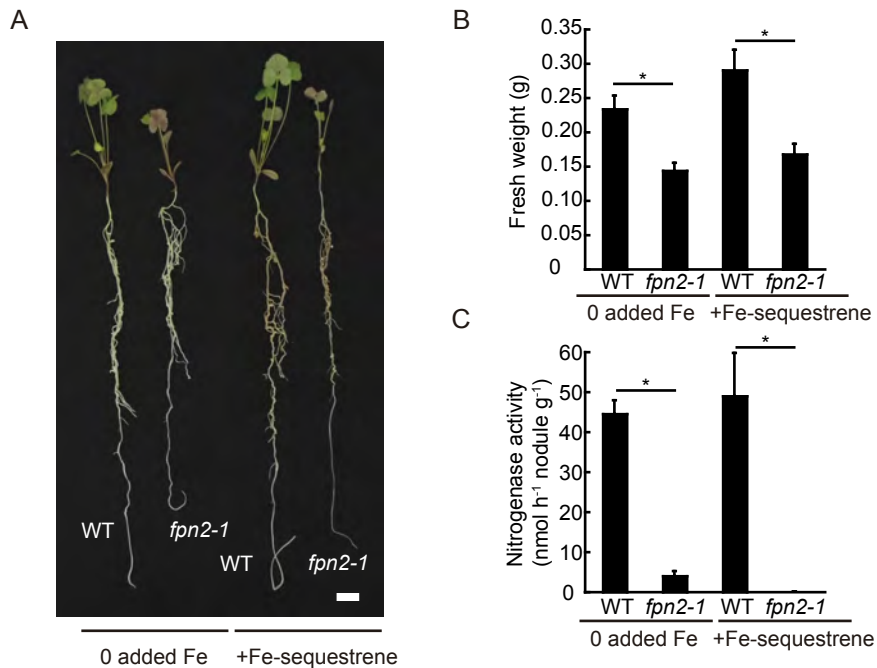 A
WT
fpn2-1
WT
fpn2-1
0 added Fe
+Fe-sequestrene
B
Fresh weight (g)
0.35
0.30
0.25
0.20
0.15
0.10
0.05
0
*
*
WT fpn2-1 WT fpn2-1
0 added Fe +Fe-sequestrene
C
Nitrogenase activity
(nmol h⁻¹ nodule g⁻¹)
60
50
40
30
20
10
0
*
*
WT fpn2-1 WT fpn2-1
0 added Fe +Fe-sequestrene